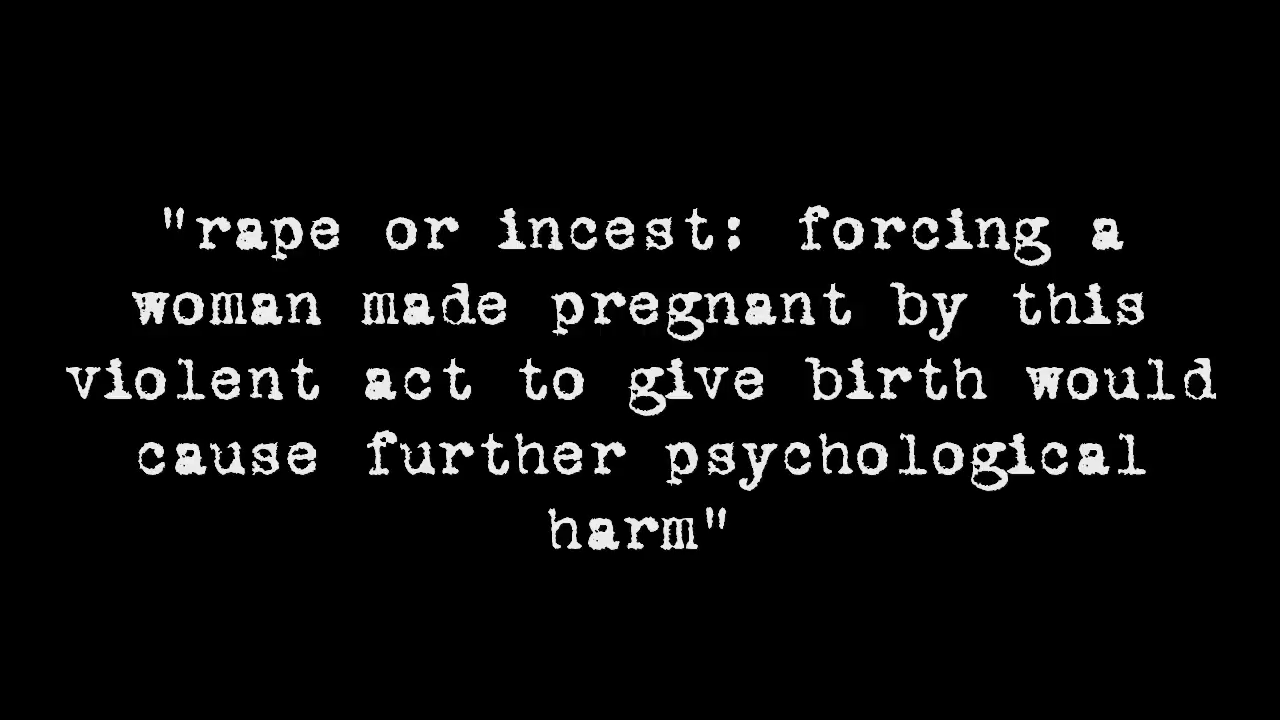 "rape or incest: forcing a
woman made pregnant by this
violent act to give birth would
cause further psychological
harm"